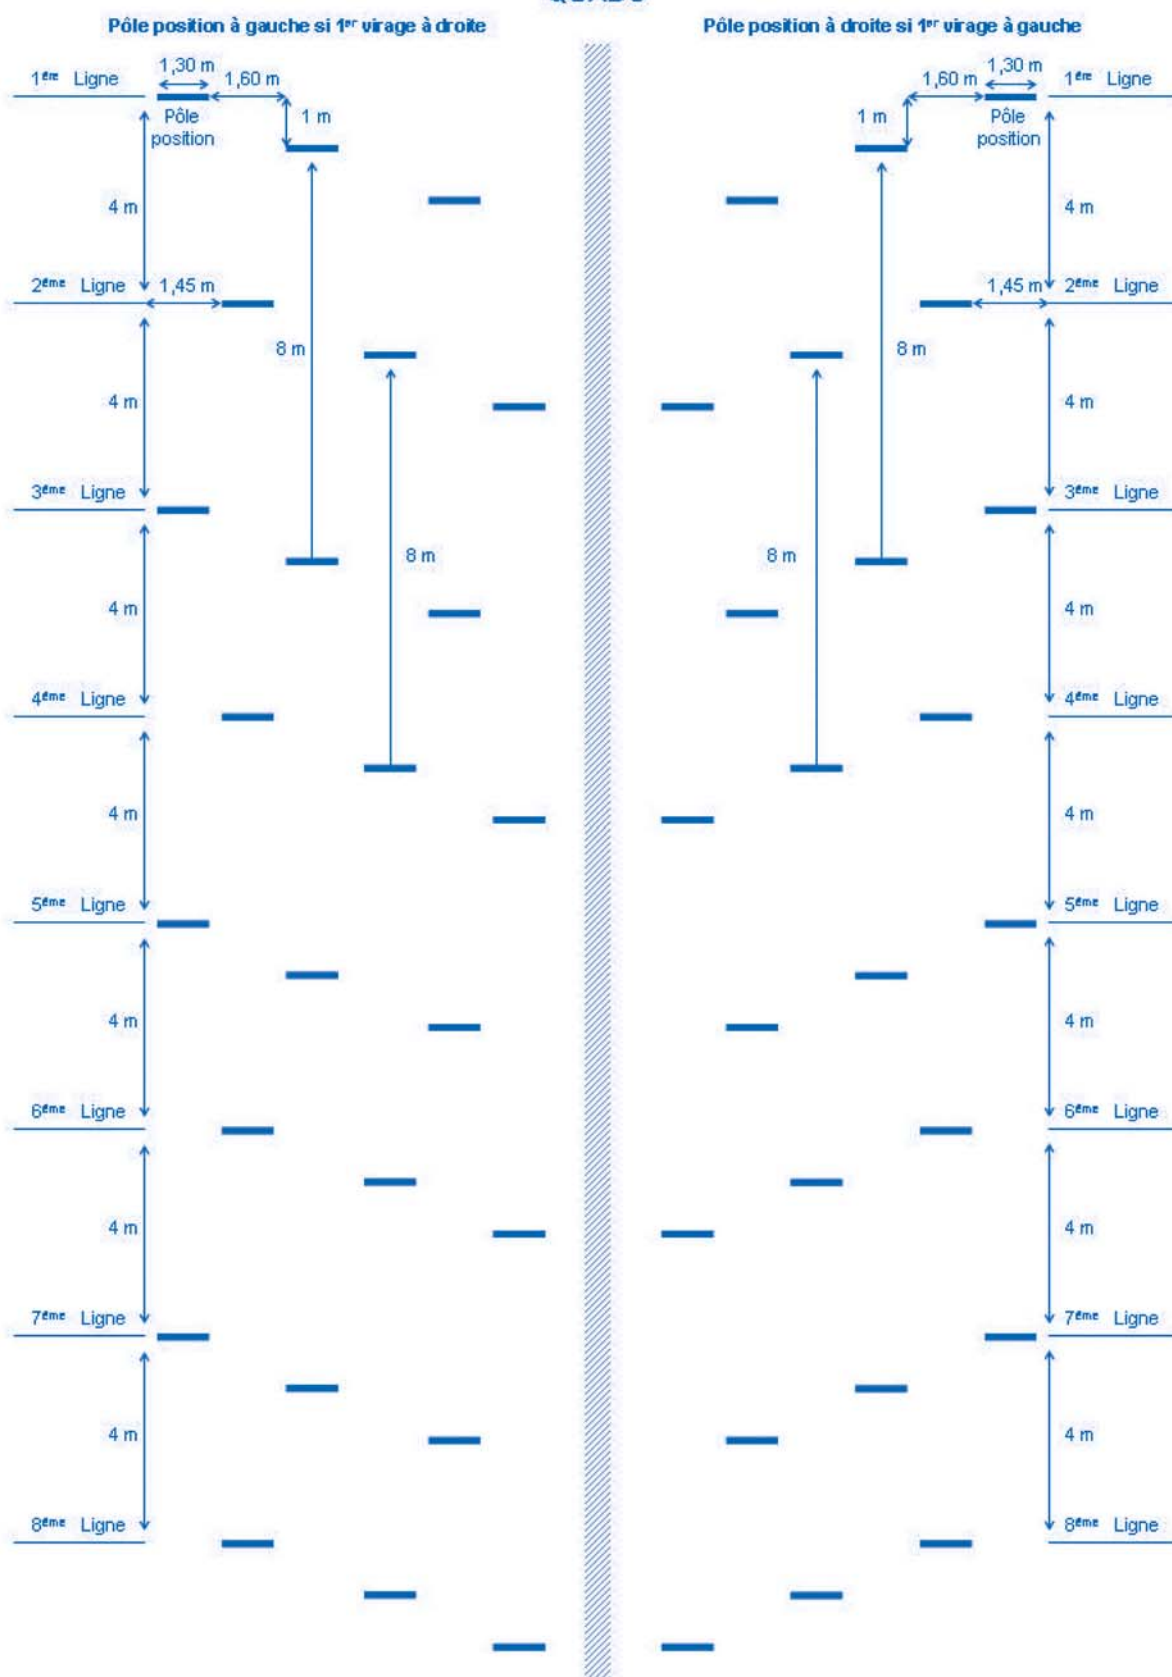 Pôle position à gauche si 1er virage à droite
Pôle position à droite si 1er virage à gauche
1ère Ligne
1,30 m
1,60 m
1 m
Pôle
position
4 m
2ème Ligne
1,45 m
8 m
4 m
3ème Ligne
8 m
4 m
4ème Ligne
4 m
5ème Ligne
4 m
6ème Ligne
4 m
7ème Ligne
4 m
8ème Ligne
1,60 m
1,30 m
1ère Ligne
1 m
Pôle
position
4 m
1,45 m
2ème Ligne
8 m
4 m
3ème Ligne
8 m
4 m
4ème Ligne
4 m
5ème Ligne
4 m
6ème Ligne
4 m
7ème Ligne
4 m
8ème Ligne